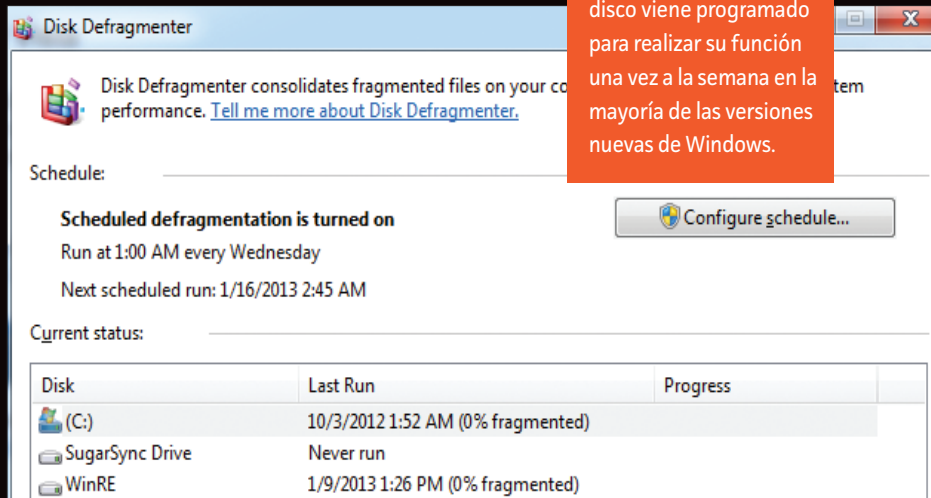 Disk Defragmenter
disco viene programado
para realizar su función
una vez a la semana en la
mayoría de las versiones
nuevas de Windows.
Disk Defragmenter consolidates fragmented files on your co tem
performance. Tell me more about Disk Defragmenter.
Schedule:
Scheduled defragmentation is turned on
Configure schedule...
Run at 1:00 AM every Wednesday
Next scheduled run: 1/16/2013 2:45 AM
Current status:
Disk Last Run Progress
(C:) 10/3/2012 1:52 AM (0% fragmented)
SugarSync Drive Never run
WinRE 1/9/2013 1:26 PM (0% fragmented)